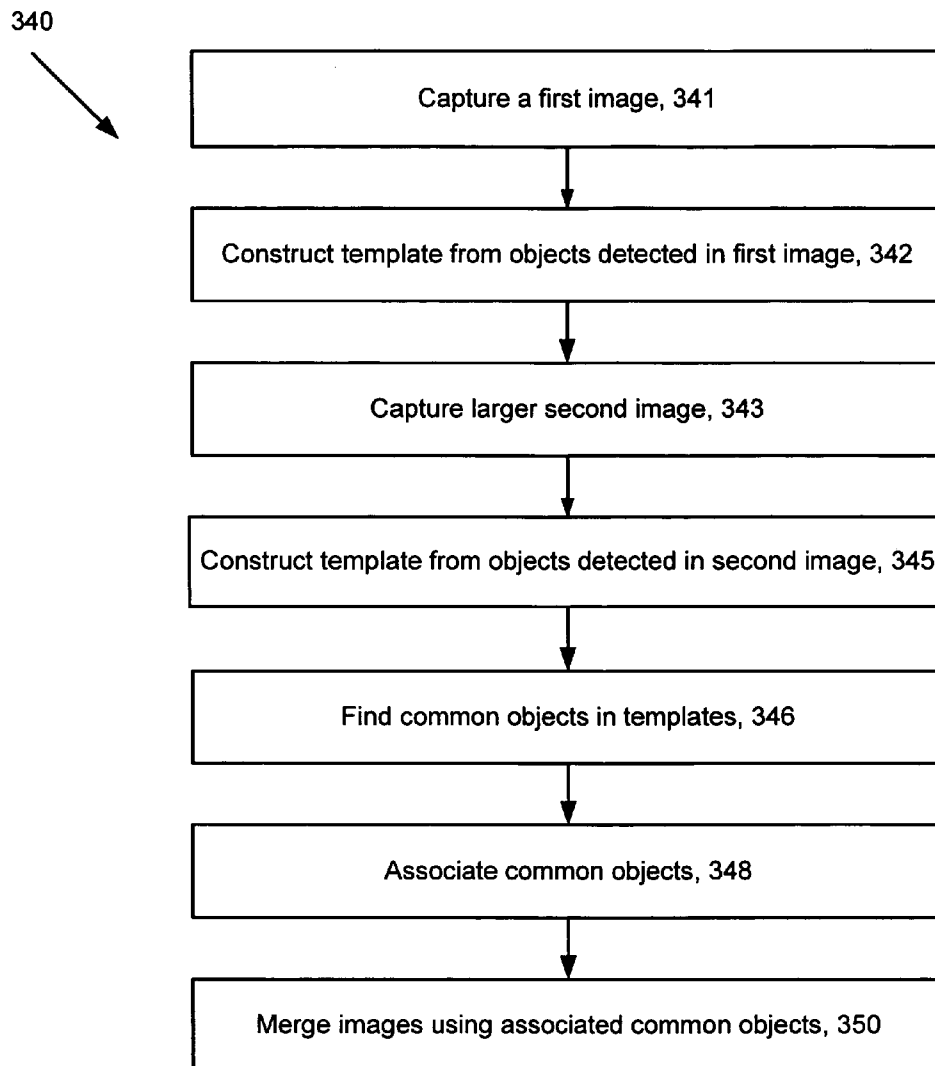 340
Capture a first image, 341
Construct template from objects detected in first image, 342
Capture larger second image, 343
Construct template from objects detected in second image, 345
Find common objects in templates, 346
Associate common objects, 348
Merge images using associated common objects, 350